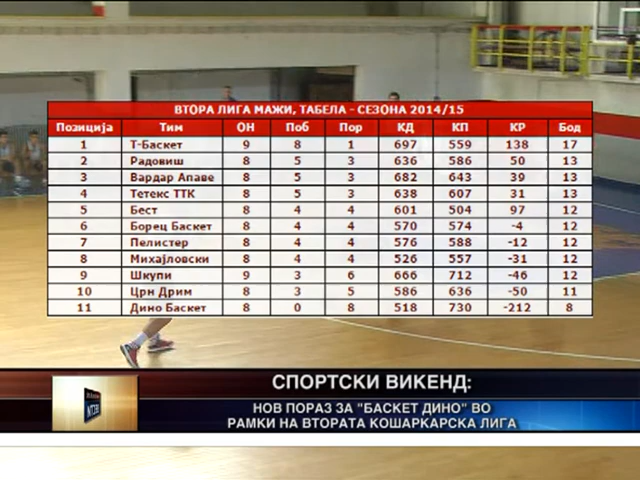 ВТОРА ЛИГА МАЖИ, ТАБЕЛА - СЕЗОНА 2014/15
Позиција Тим ОН Поб Пор КД КП КР Бод
1 Т-Баскет 9 8 1 697 559 138 17
2 Радовиш 8 5 3 636 586 50 13
3 Вардар Апаве 8 5 3 682 643 39 13
4 Тетекс ТТК 8 5 3 638 607 31 13
5 Бест 8 4 4 601 504 97 12
6 Борец Баскет 8 4 4 570 574 -4 12
7 Пелистер 8 4 4 576 588 -12 12
8 Михајловски 8 4 4 526 557 -31 12
9 Шкупи 9 3 6 666 712 -46 12
10 Црн Дрим 8 3 5 586 636 -50 11
11 Дино Баскет 8 0 8 518 730 -212 8
СПОРТСКИ ВИКЕНД:
НОВ ПОРАЗ ЗА "БАСКЕТ ДИНО" ВО
РАМКИ НА ВТОРАТА КОШАРКАРСКА ЛИГА